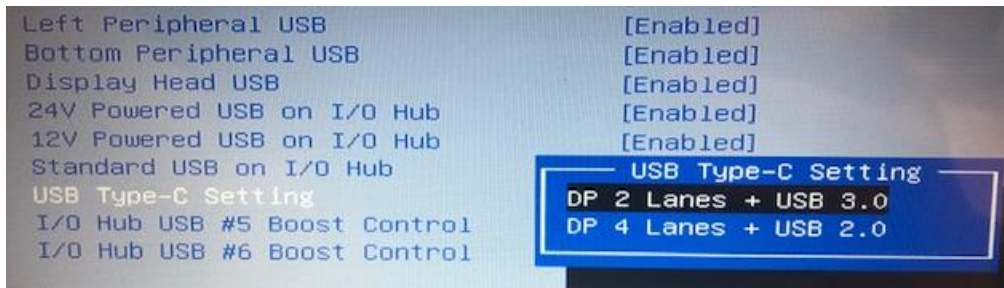 Left Peripheral USB [Enabled]
Bottom Peripheral USB [Enabled]
Display Head USB [Enabled]
24V Powered USB on I/O Hub [Enabled]
12V Powered USB on I/O Hub [Enabled]
Standard USB on I/O Hub
USB Type-C Setting
I/O Hub USB #5 Boost Control
I/O Hub USB #6 Boost Control
USB Type-C Setting
DP 2 Lanes + USB 3.0
DP 4 Lanes + USB 2.0